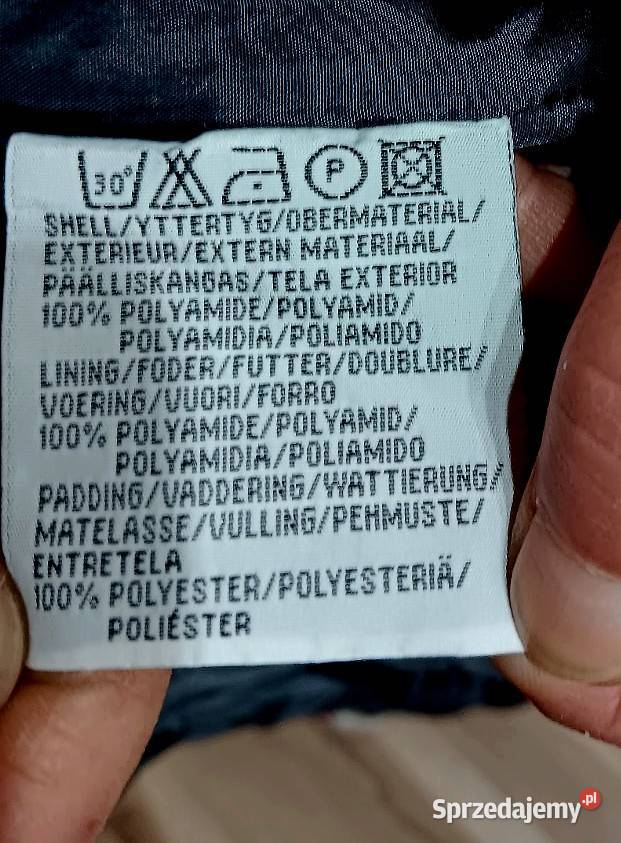 30°
P
SHELL/YTTERTYG/OBERMATERIAL/
EXTERIEUR/EXTERN MATERIAAL/
PÄÄLLISKANGAS/TELA EXTERIOR
100% POLYAMIDE/POLYAMID/
POLYAMIDIA/POLIAMIDO
LINING/FODER/FUTTER/DOUBLURE/
VOERING/VUORI/FORRO
100% POLYAMIDE/POLYAMID/
POLYAMIDIA/POLIAMIDO
PADDING/VADDERING/WATTIERUNG/
MATELASSE/VULLING/PEHMUSTE/
ENTRETELA
100% POLYESTER/POLYESTERIÄ/
POLIÉSTER
Sprzedajemy.pl